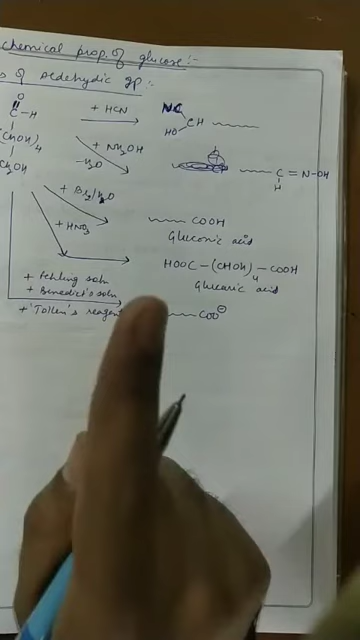 chemical prop. of glucose :-
s of aldehydic gp :-
O
C-H
(CHOH)4
CH2OH
+ HCN
NC
HO CH
+ NH2OH
-H2O
C = N-OH
H
+ Br2/H2O
COOH
Gluconic acid
+ HNO3
HOOC - (CHOH)4 - COOH
Glucaric acid
+ Fehling soln
+ Benedict's soln
+ Tollen's reagent
COO⊖